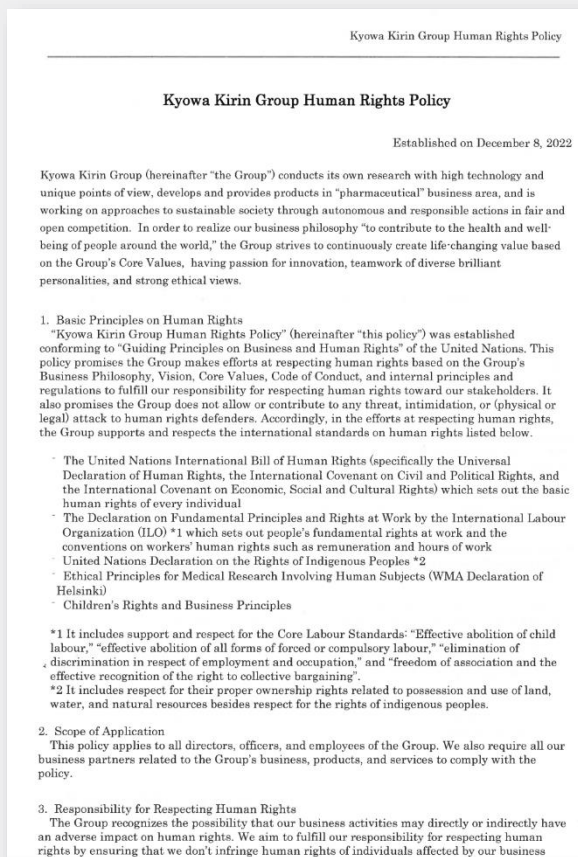 Kyowa Kirin Group Human Rights Policy
Kyowa Kirin Group Human Rights Policy
Established on December 8, 2022
Kyowa Kirin Group (hereinafter “the Group”) conducts its own research with high technology and
unique points of view, develops and provides products in “pharmaceutical” business area, and is
working on approaches to sustainable society through autonomous and responsible actions in fair and
open competition. In order to realize our business philosophy “to contribute to the health and well-
being of people around the world,” the Group strives to continuously create life-changing value based
on the Group’s Core Values, having passion for innovation, teamwork of diverse brilliant
personalities, and strong ethical views.
1. Basic Principles on Human Rights
“Kyowa Kirin Group Human Rights Policy” (hereinafter “this policy”) was established
conforming to “Guiding Principles on Business and Human Rights” of the United Nations. This
policy promises the Group makes efforts at respecting human rights based on the Group’s
Business Philosophy, Vision, Core Values, Code of Conduct, and internal principles and
regulations to fulfill our responsibility for respecting human rights toward our stakeholders. It
also promises the Group does not allow or contribute to any threat, intimidation, or (physical or
legal) attack to human rights defenders. Accordingly, in the efforts at respecting human rights,
the Group supports and respects the international standards on human rights listed below.
- The United Nations International Bill of Human Rights (specifically the Universal
Declaration of Human Rights, the International Covenant on Civil and Political Rights, and
the International Covenant on Economic, Social and Cultural Rights) which sets out the basic
human rights of every individual
- The Declaration on Fundamental Principles and Rights at Work by the International Labour
Organization (ILO) *1 which sets out people’s fundamental rights at work and the
conventions on workers’ human rights such as remuneration and hours of work
- United Nations Declaration on the Rights of Indigenous Peoples *2
- Ethical Principles for Medical Research Involving Human Subjects (WMA Declaration of
Helsinki)
- Children’s Rights and Business Principles
*1 It includes support and respect for the Core Labour Standards: “Effective abolition of child
labour,” “effective abolition of all forms of forced or compulsory labour,” “elimination of
discrimination in respect of employment and occupation,” and “freedom of association and the
effective recognition of the right to collective bargaining”.
*2 It includes respect for their proper ownership rights related to possession and use of land,
water, and natural resources besides respect for the rights of indigenous peoples.
2. Scope of Application
This policy applies to all directors, officers, and employees of the Group. We also require all our
business partners related to the Group’s business, products, and services to comply with the
policy.
3. Responsibility for Respecting Human Rights
The Group recognizes the possibility that our business activities may directly or indirectly have
an adverse impact on human rights. We aim to fulfill our responsibility for respecting human
rights by ensuring that we don’t infringe human rights of individuals affected by our business